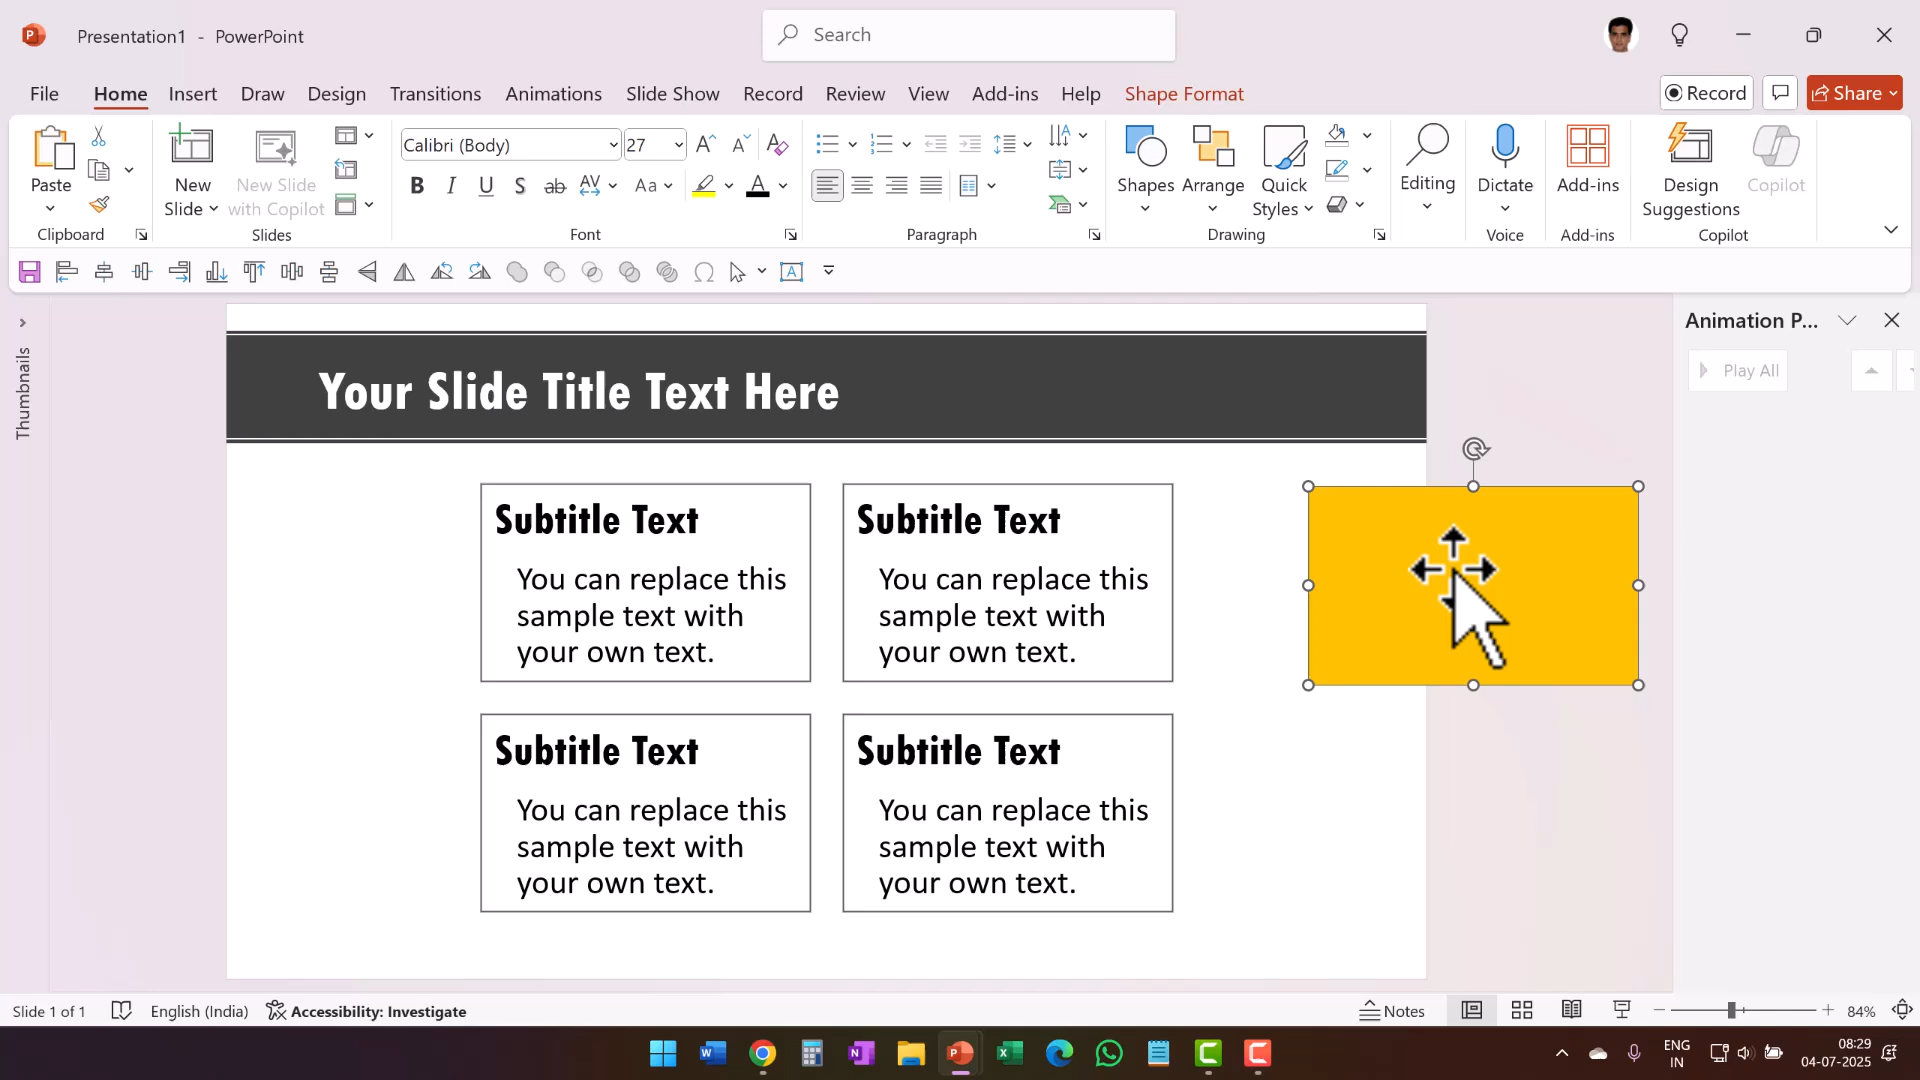 Presentation1 - PowerPoint
Search
File Home Insert Draw Design Transitions Animations Slide Show Record Review View Add-ins Help Shape Format
Record
Share
Paste
Clipboard
New
Slide
New Slide
with Copilot
Slides
Calibri (Body)
27
Font
Paragraph
Shapes
Arrange
Quick
Styles
Drawing
Editing
Dictate
Voice
Add-ins
Add-ins
Design
Suggestions
Copilot
Copilot
Thumbnails
Your Slide Title Text Here
Subtitle Text
You can replace this
sample text with
your own text.
Subtitle Text
You can replace this
sample text with
your own text.
Subtitle Text
You can replace this
sample text with
your own text.
Subtitle Text
You can replace this
sample text with
your own text.
Animation P...
Play All
Slide 1 of 1
English (India)
Accessibility: Investigate
Notes
84%
ENG
IN
08:29
04-07-2025